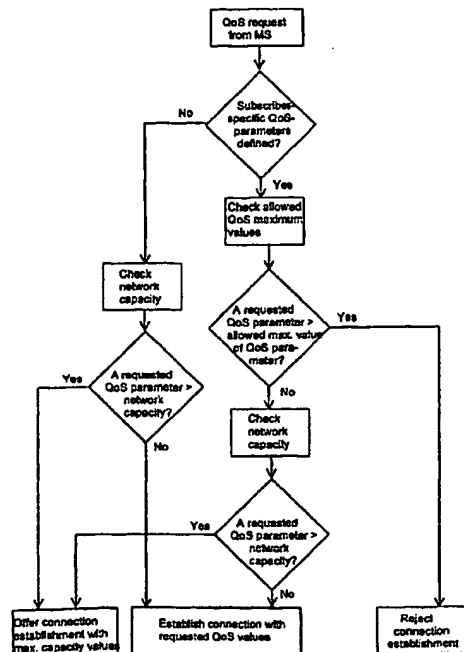 QoS request
from MS
Subscriber-
specific QoS-
parameters
defined?
No
Yes
Check allowed
QoS maximum
values
Check
network
capacity
A requested
QoS parameter >
allowed max. value
of QoS para-
meter?
Yes
No
A requested
QoS parameter >
network
capacity?
Yes
No
Check
network
capacity
A requested
QoS parameter >
network
capacity?
Yes
No
Offer connection
establishment with
max. capacity values
Establish connection with
requested QoS values
Reject
connection
establishment